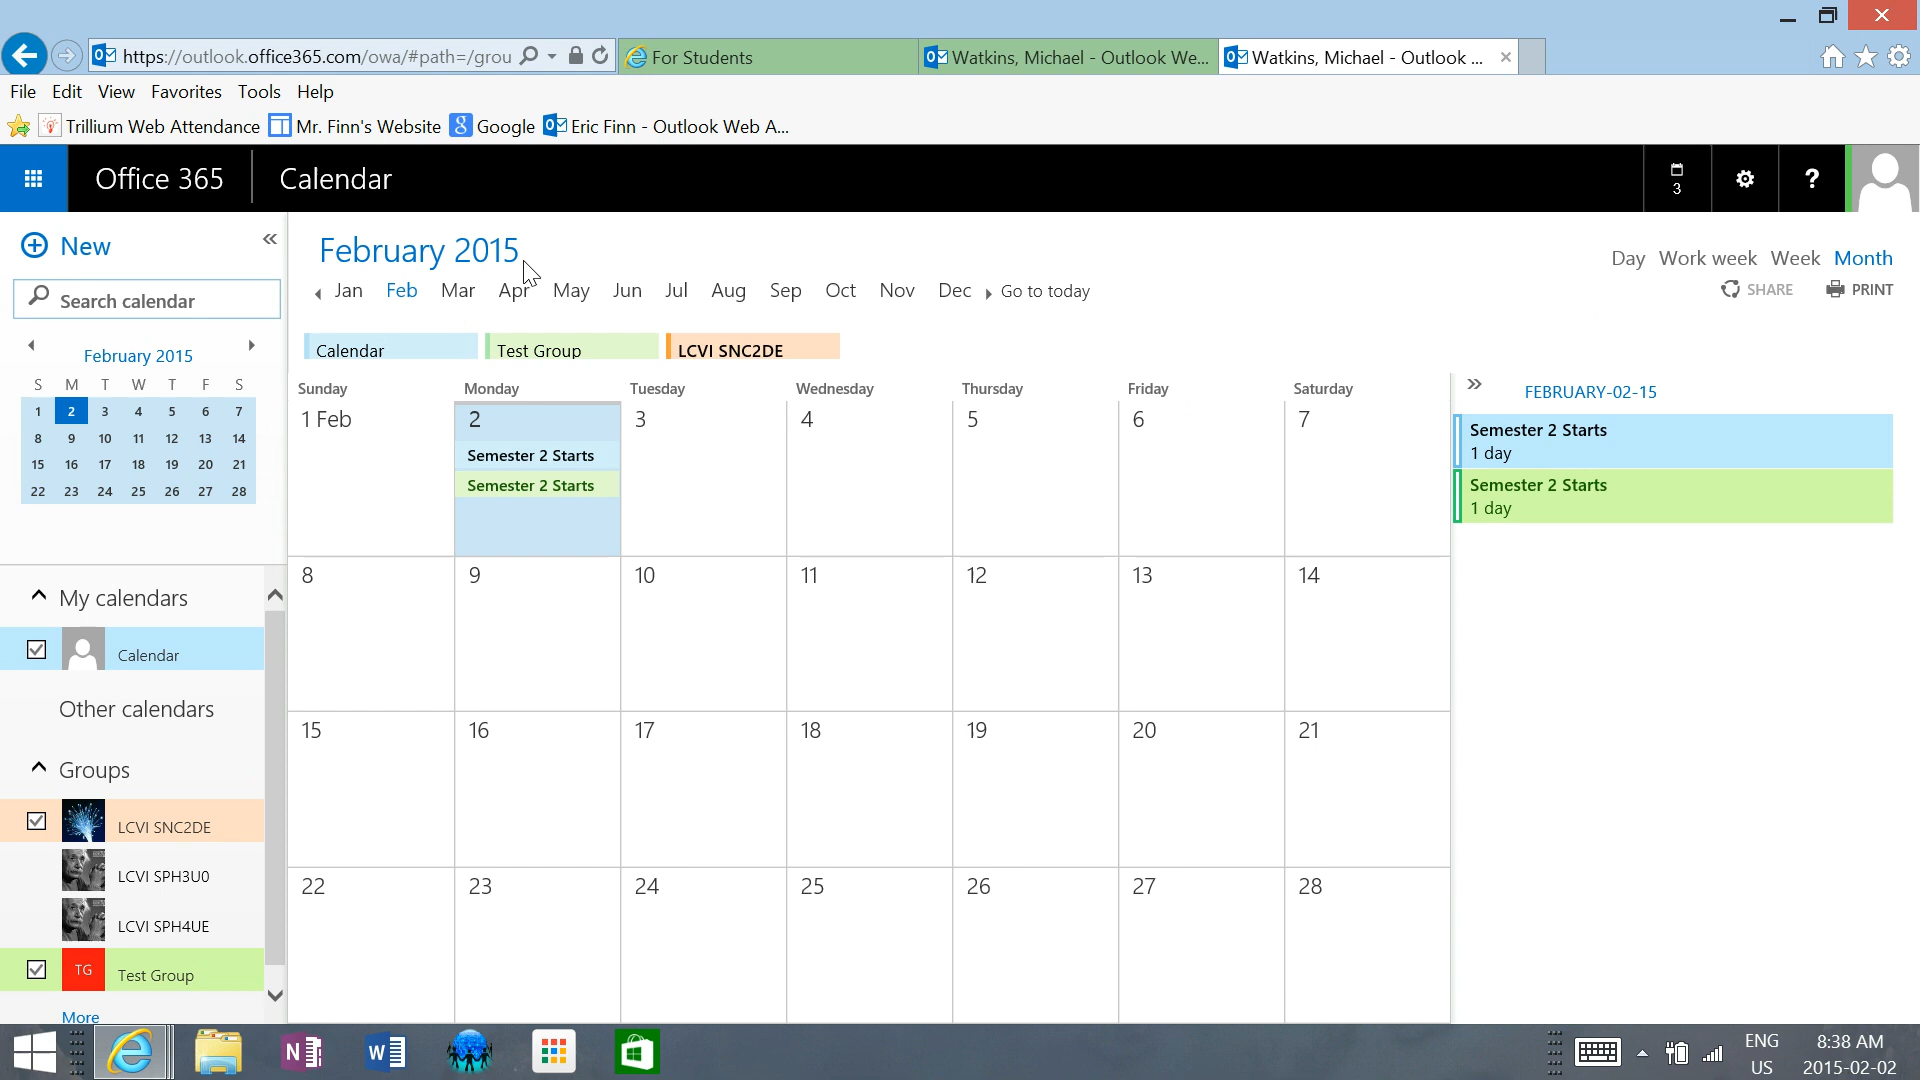 https://outlook.office365.com/owa/#path=/grou
For Students
Watkins, Michael - Outlook We...
Watkins, Michael - Outlook ...
File Edit View Favorites Tools Help
Trillium Web Attendance Mr. Finn's Website Google Eric Finn - Outlook Web A...
Office 365 Calendar
3
?
New
Search calendar
February 2015
S M T W T F S
1 2 3 4 5 6 7
8 9 10 11 12 13 14
15 16 17 18 19 20 21
22 23 24 25 26 27 28
My calendars
Calendar
Other calendars
Groups
LCVI SNC2DE
LCVI SPH3U0
LCVI SPH4UE
TG Test Group
More
February 2015
Jan Feb Mar Apr May Jun Jul Aug Sep Oct Nov Dec Go to today
Day Work week Week Month
SHARE PRINT
Calendar Test Group LCVI SNC2DE
Sunday Monday Tuesday Wednesday Thursday Friday Saturday
1 Feb 2 3 4 5 6 7
Semester 2 Starts
Semester 2 Starts
8 9 10 11 12 13 14
15 16 17 18 19 20 21
22 23 24 25 26 27 28
FEBRUARY-02-15
Semester 2 Starts
1 day
Semester 2 Starts
1 day
ENG
US
8:38 AM
2015-02-02